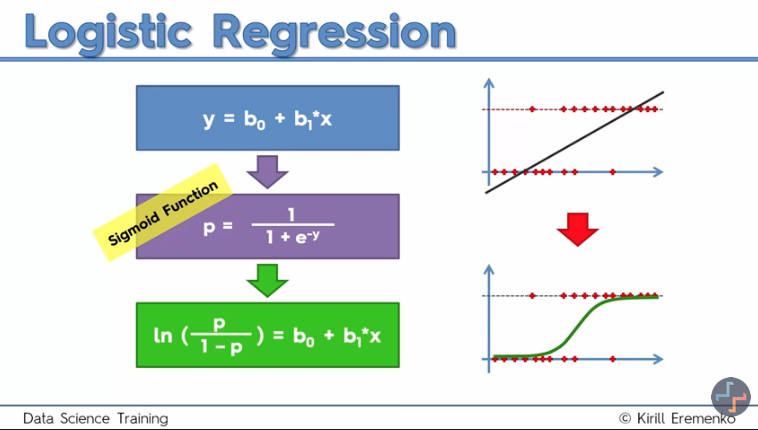 Logistic Regression
y = b₀ + b₁*x
Sigmoid Function
p = 1 / 1 + e⁻ʸ
ln ( p / 1 - p ) = b₀ + b₁*x
Data Science Training
© Kirill Eremenko